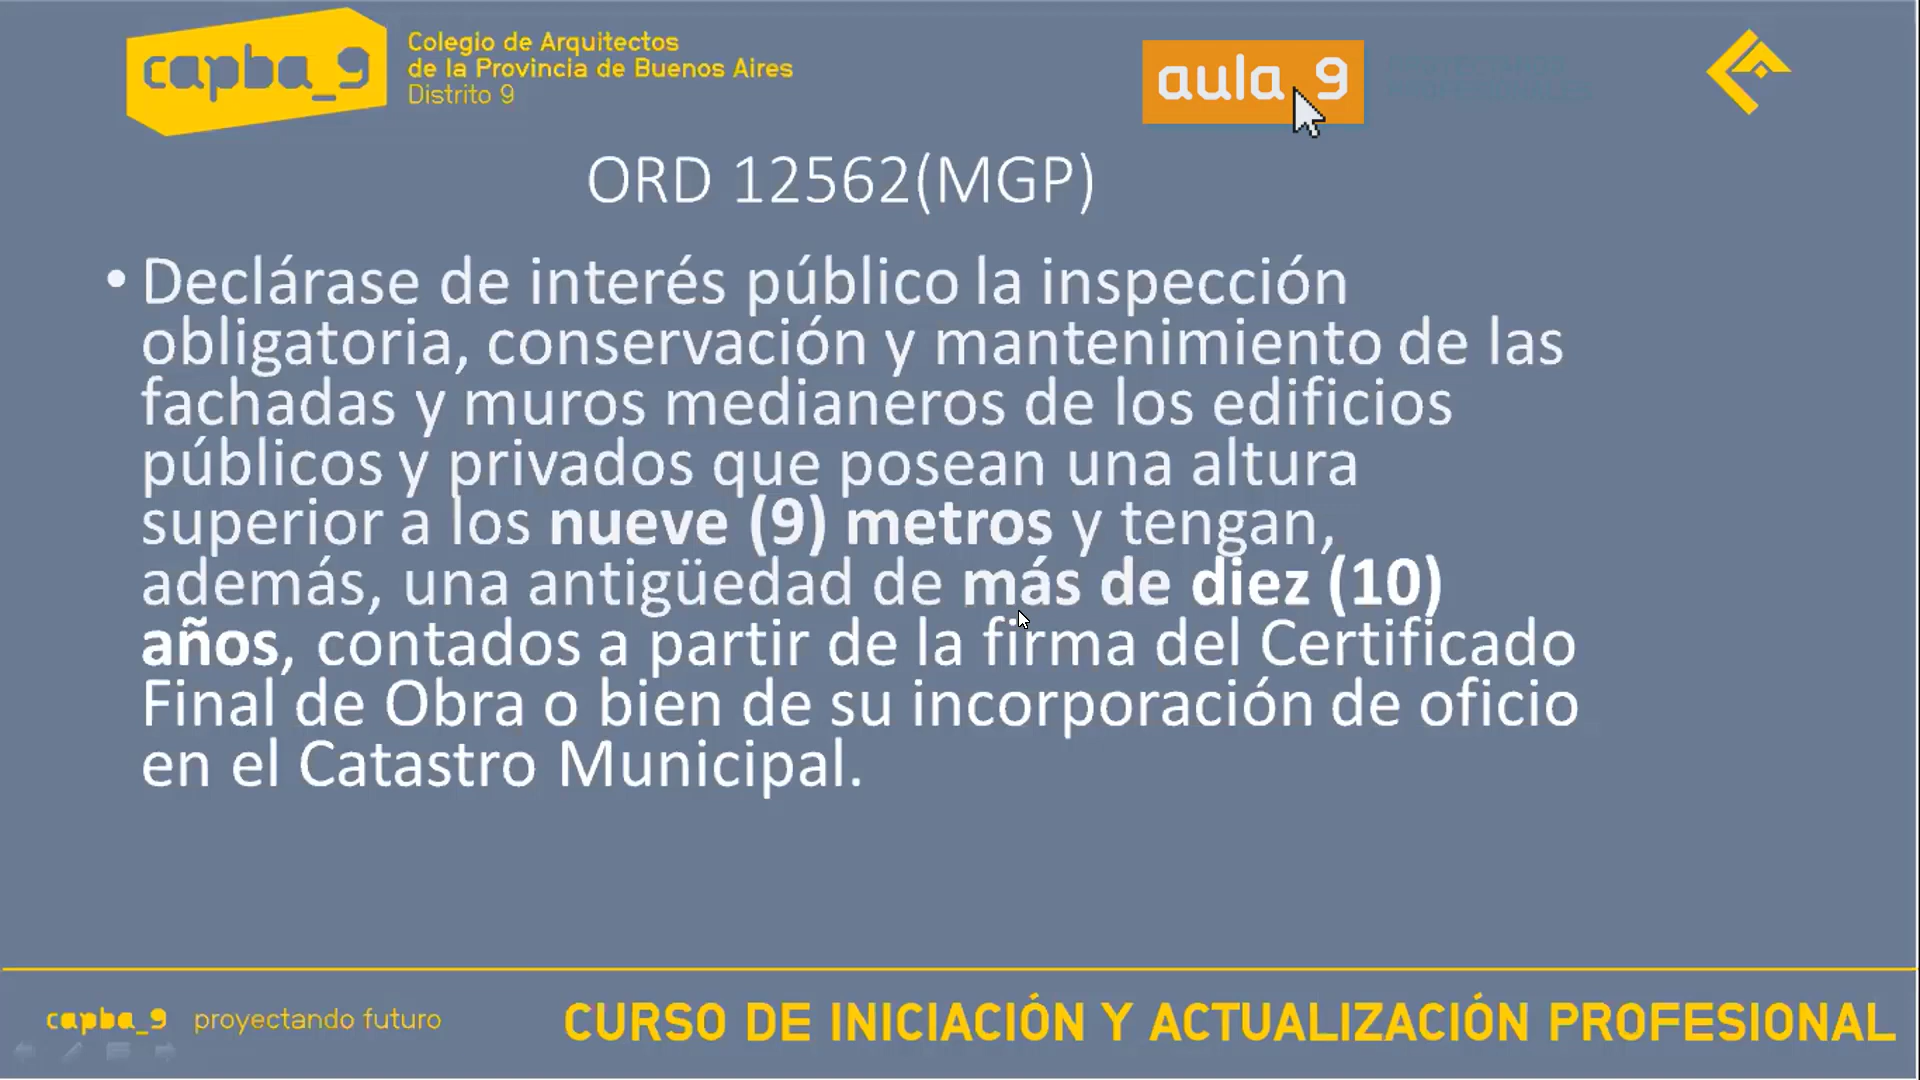 capba_9
Colegio de Arquitectos
de la Provincia de Buenos Aires
Distrito 9
aula_9
ORD 12562(MGP)
• Declárase de interés público la inspección
obligatoria, conservación y mantenimiento de las
fachadas y muros medianeros de los edificios
públicos y privados que posean una altura
superior a los nueve (9) metros y tengan,
además, una antigüedad de más de diez (10)
años, contados a partir de la firma del Certificado
Final de Obra o bien de su incorporación de oficio
en el Catastro Municipal.
capba_9 proyectando futuro
CURSO DE INICIACIÓN Y ACTUALIZACIÓN PROFESIONAL